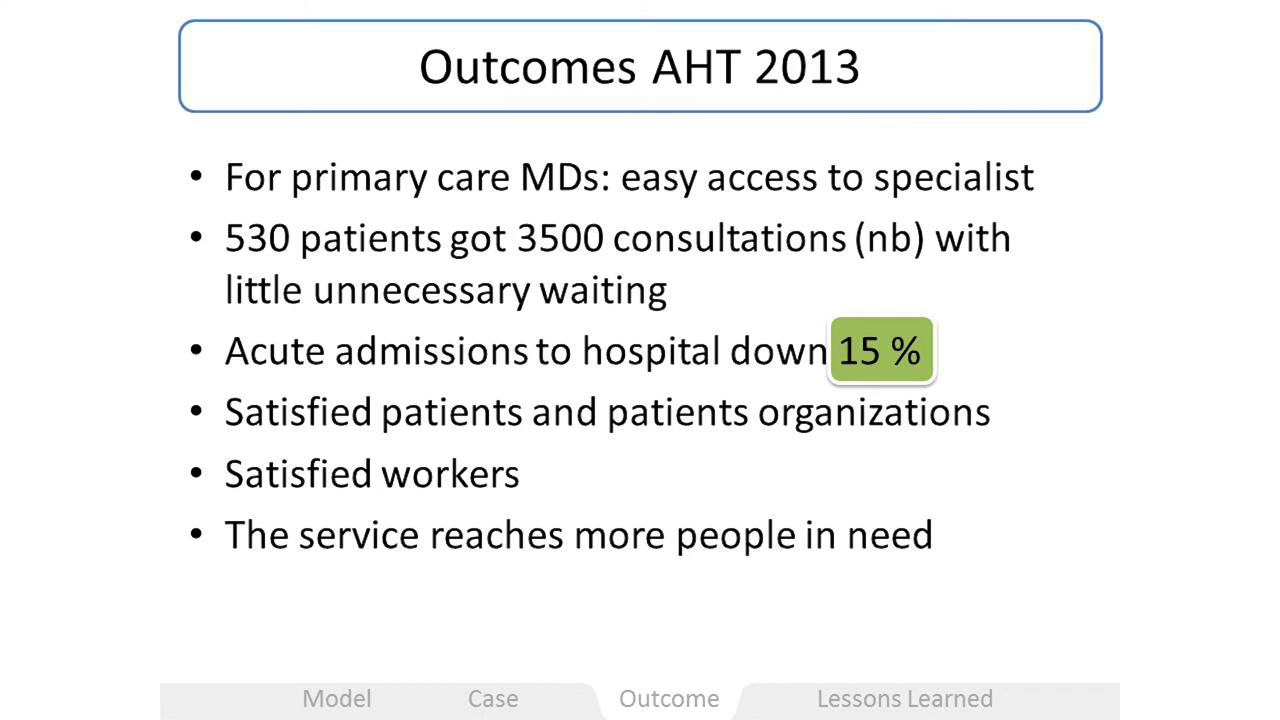 Outcomes AHT 2013
• For primary care MDs: easy access to specialist
• 530 patients got 3500 consultations (nb) with
little unnecessary waiting
• Acute admissions to hospital down 15 %
• Satisfied patients and patients organizations
• Satisfied workers
• The service reaches more people in need
Model Case Outcome Lessons Learned